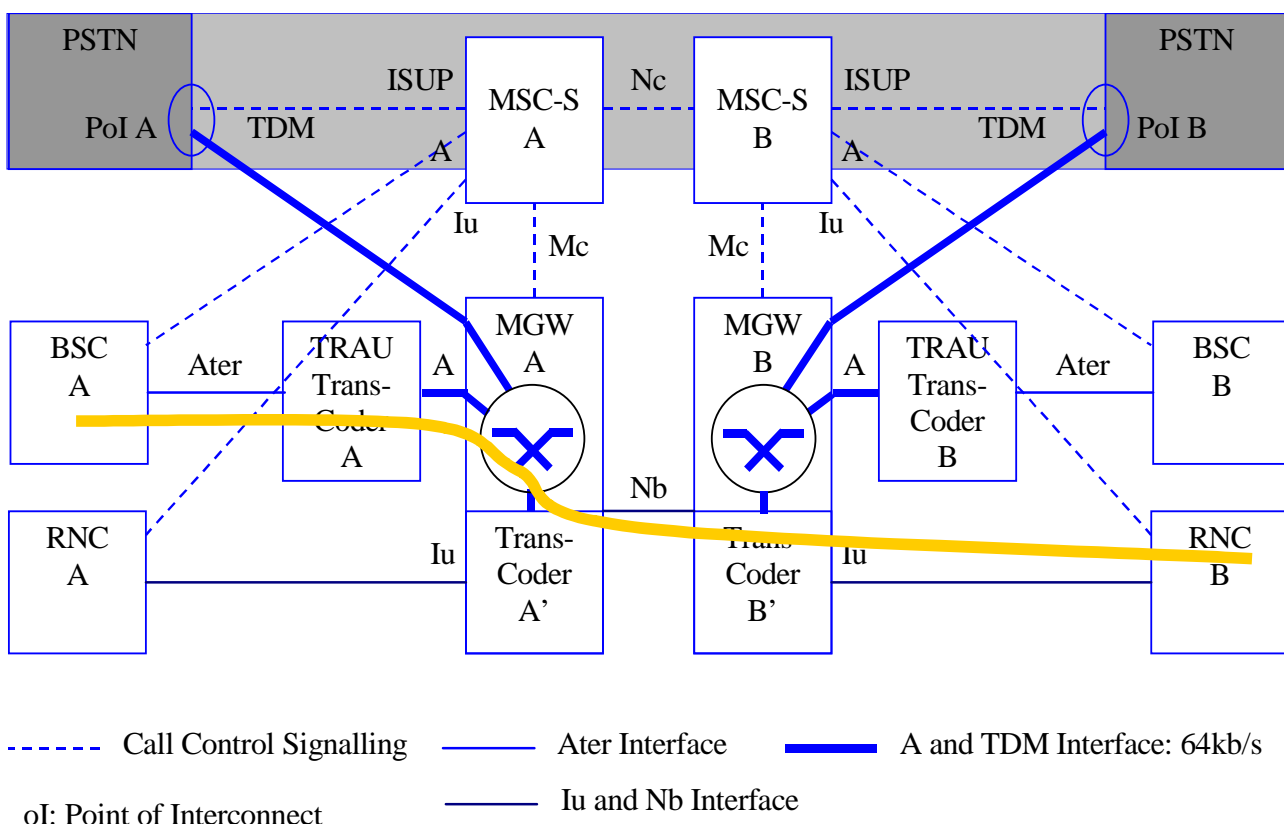 PSTN
PoI A
ISUP
TDM
A
Iu
MSC-S
A
Nc
MSC-S
B
ISUP
TDM
A
Iu
PSTN
PoI B
Mc
Mc
BSC
A
Ater
TRAU
Trans-
Coder
A
A
MGW
A
MGW
B
A
TRAU
Trans-
Coder
B
Ater
BSC
B
RNC
A
Iu
Trans-
Coder
A’
Nb
Trans-
Coder
B’
Iu
RNC
B
Call Control Signalling
Ater Interface
A and TDM Interface: 64kb/s
oI: Point of Interconnect
Iu and Nb Interface